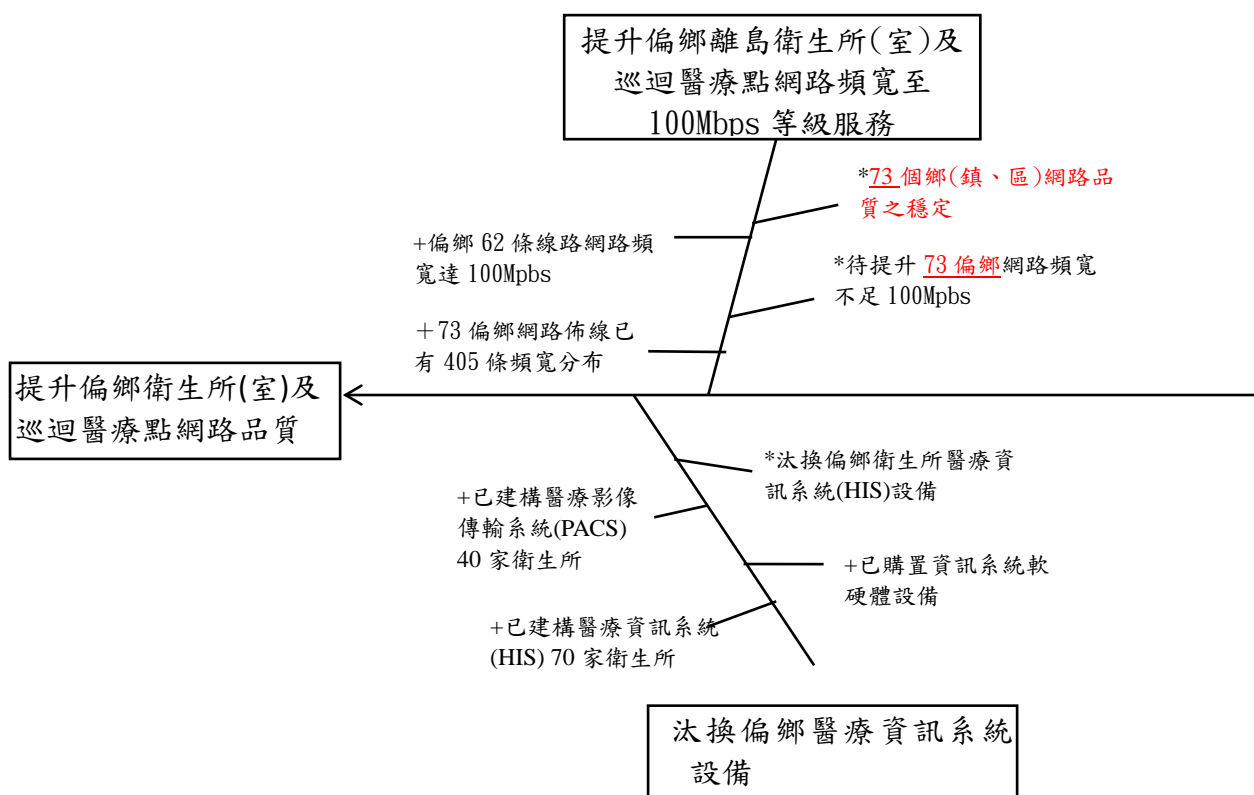 提升偏鄉離島衛生所(室)及
巡迴醫療點網路頻寬至
100Mbps 等級服務
*73 個鄉(鎮、區)網路品
質之穩定
+偏鄉 62 條線路網路頻
寬達 100Mpbs
*待提升 73 偏鄉網路頻寬
不足 100Mpbs
＋73 偏鄉網路佈線已
有 405 條頻寬分布
提升偏鄉衛生所(室)及
巡迴醫療點網路品質
*汰換偏鄉衛生所醫療資
訊系統(HIS)設備
+已建構醫療影像
傳輸系統(PACS)
40 家衛生所
+已購置資訊系統軟
硬體設備
+已建構醫療資訊系統
(HIS) 70 家衛生所
汰換偏鄉醫療資訊系統
設備